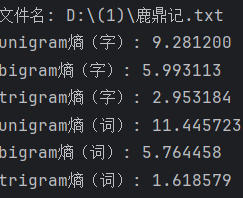 文件名: D:\(1)\鹿鼎记.txt
unigram熵（字）: 9.281200
bigram熵（字）: 5.993113
trigram熵（字）: 2.953184
unigram熵（词）: 11.445723
bigram熵（词）: 5.764458
trigram熵（词）: 1.618579